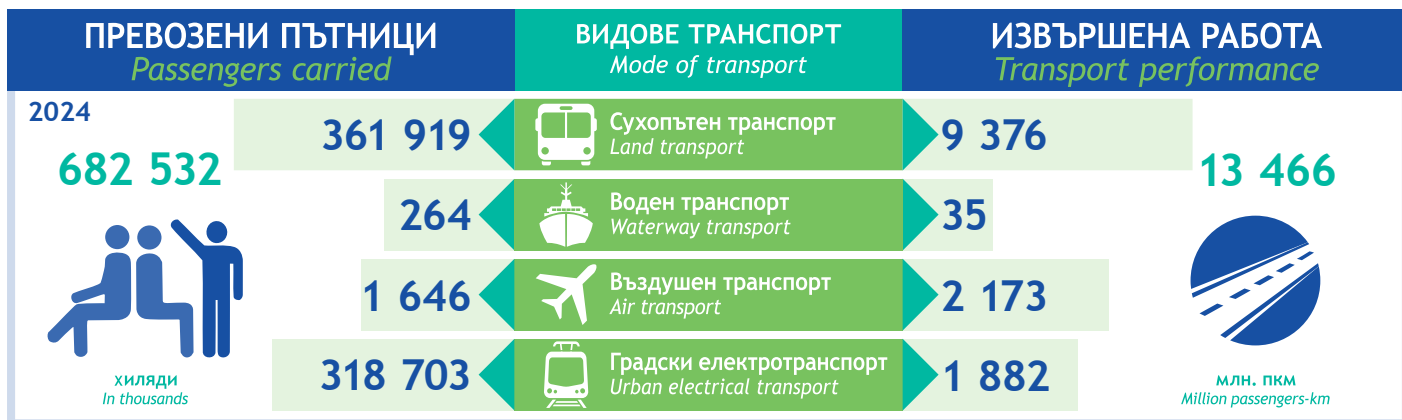 ПРЕВОЗЕНИ ПЪТНИЦИ
Passengers carried
ВИДОВЕ ТРАНСПОРТ
Mode of transport
ИЗВЪРШЕНА РАБОТА
Transport performance
2024
682 532
хиляди
In thousands
361 919
Сухопътен транспорт
Land transport
9 376
264
Воден транспорт
Waterway transport
35
1 646
Въздушен транспорт
Air transport
2 173
318 703
Градски електротранспорт
Urban electrical transport
1 882
13 466
млн. пкм
Million passengers-km